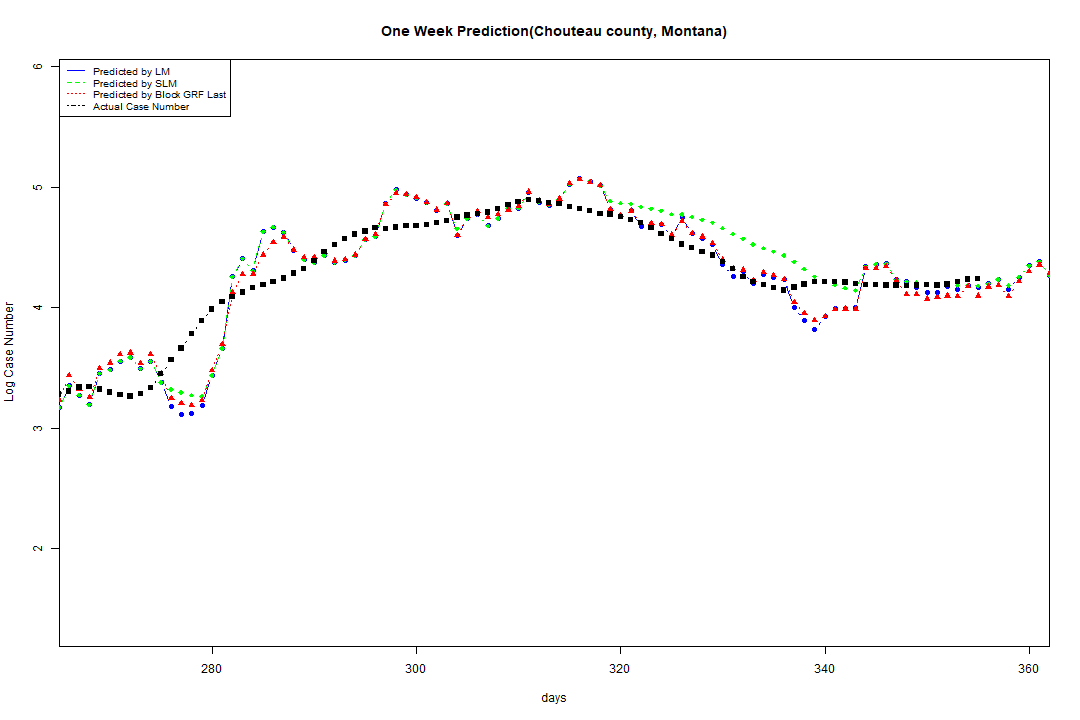 One Week Prediction(Chouteau county, Montana)
Predicted by LM
Predicted by SLM
Predicted by Block GRF Last
Actual Case Number
6
5
4
3
2
Log Case Number
280
300
320
340
360
days